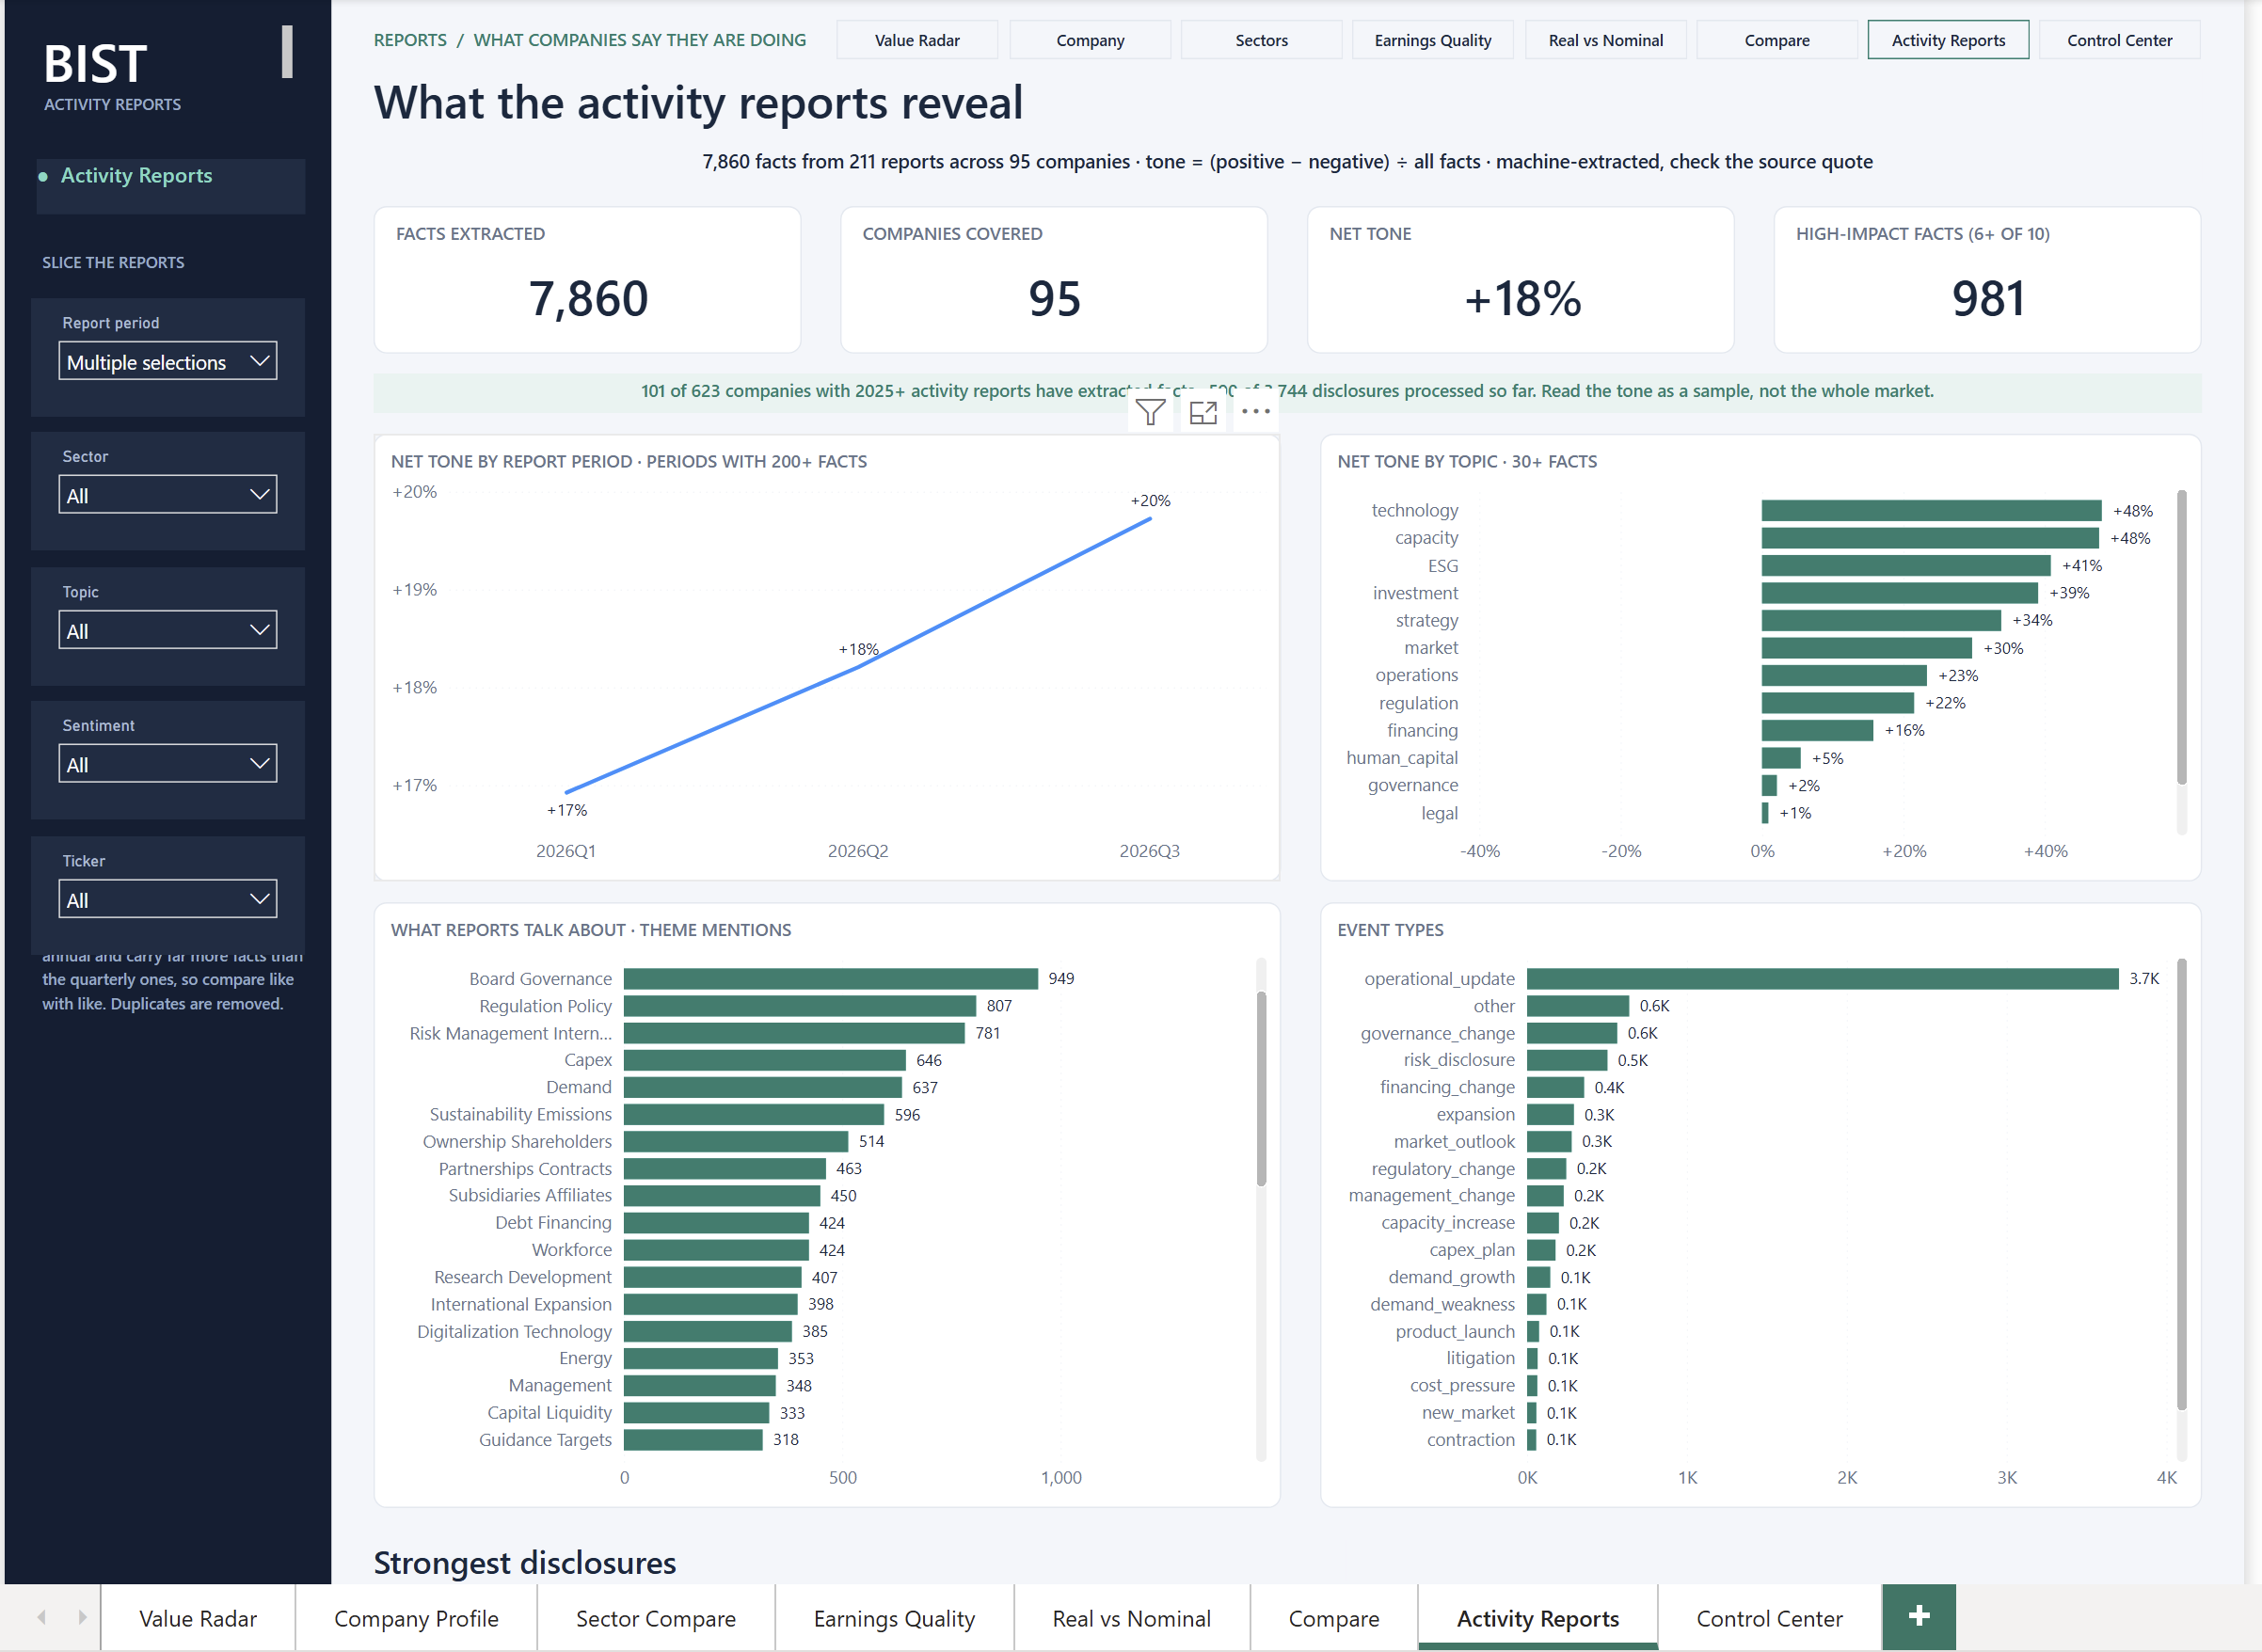 BIST
ACTIVITY REPORTS
Activity Reports
SLICE THE REPORTS
Report period
Multiple selections
Sector
All
Topic
All
Sentiment
All
Ticker
All
annual and carry far more facts than
the quarterly ones, so compare like
with like. Duplicates are removed.
REPORTS / WHAT COMPANIES SAY THEY ARE DOING
Value Radar
Company
Sectors
Earnings Quality
Real vs Nominal
Compare
Activity Reports
Control Center
What the activity reports reveal
7,860 facts from 211 reports across 95 companies · tone = (positive − negative) ÷ all facts · machine-extracted, check the source quote
FACTS EXTRACTED
7,860
COMPANIES COVERED
95
NET TONE
+18%
HIGH-IMPACT FACTS (6+ OF 10)
981
101 of 623 companies with 2025+ activity reports have extracted facts 744 disclosures processed so far. Read the tone as a sample, not the whole market.
NET TONE BY REPORT PERIOD · PERIODS WITH 200+ FACTS
+20%
+19%
+18%
+17%
+17%
+18%
+20%
2026Q1
2026Q2
2026Q3
NET TONE BY TOPIC · 30+ FACTS
technology +48%
capacity +48%
ESG +41%
investment +39%
strategy +34%
market +30%
operations +23%
regulation +22%
financing +16%
human_capital +5%
governance +2%
legal +1%
-40% -20% 0% +20% +40%
WHAT REPORTS TALK ABOUT · THEME MENTIONS
Board Governance 949
Regulation Policy 807
Risk Management Intern... 781
Capex 646
Demand 637
Sustainability Emissions 596
Ownership Shareholders 514
Partnerships Contracts 463
Subsidiaries Affiliates 450
Debt Financing 424
Workforce 424
Research Development 407
International Expansion 398
Digitalization Technology 385
Energy 353
Management 348
Capital Liquidity 333
Guidance Targets 318
0 500 1,000
EVENT TYPES
operational_update 3.7K
other 0.6K
governance_change 0.6K
risk_disclosure 0.5K
financing_change 0.4K
expansion 0.3K
market_outlook 0.3K
regulatory_change 0.2K
management_change 0.2K
capacity_increase 0.2K
capex_plan 0.2K
demand_growth 0.1K
demand_weakness 0.1K
product_launch 0.1K
litigation 0.1K
cost_pressure 0.1K
new_market 0.1K
contraction 0.1K
0K 1K 2K 3K 4K
Strongest disclosures
Value Radar
Company Profile
Sector Compare
Earnings Quality
Real vs Nominal
Compare
Activity Reports
Control Center